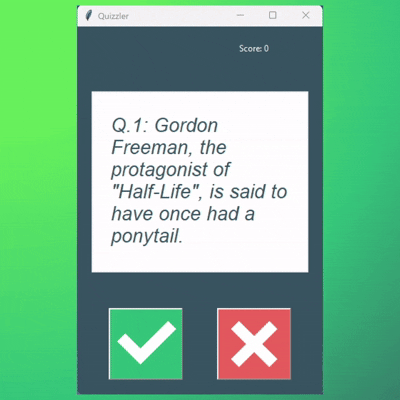 Quizzler
Score: 0
Q.1: Gordon
Freeman, the
protagonist of
"Half-Life", is said to
have once had a
ponytail.